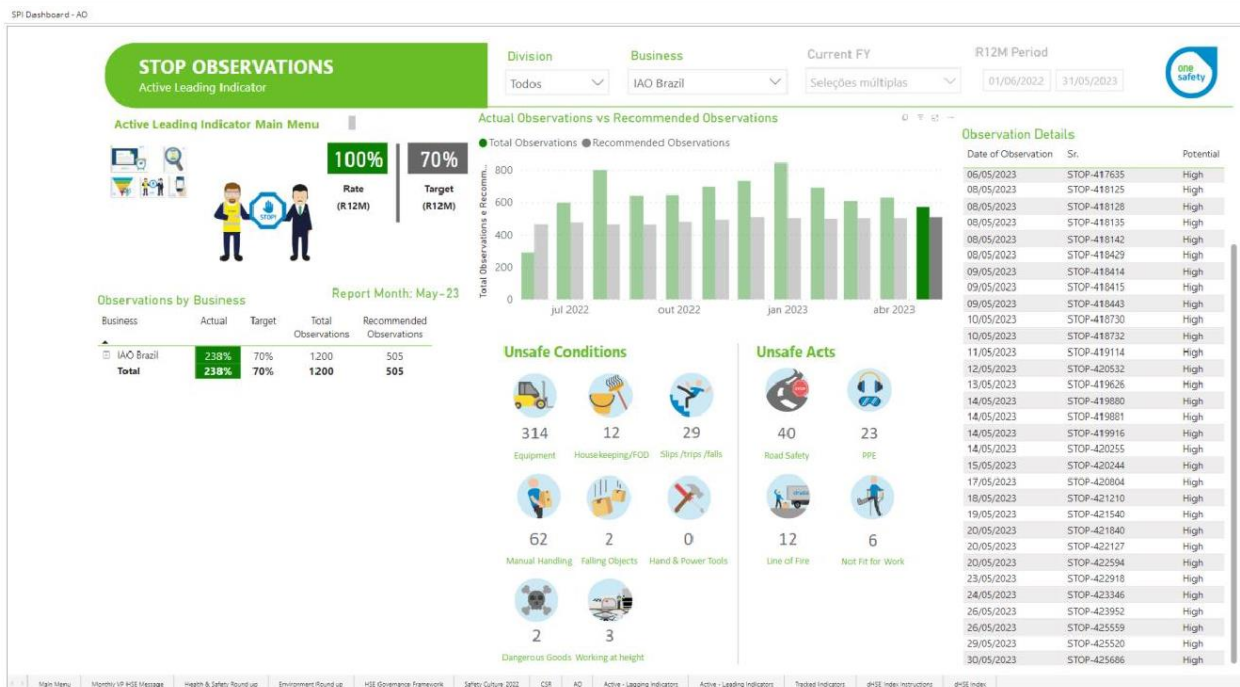 SPI Dashboard - AO
STOP OBSERVATIONS
Active Leading Indicator
Division
Todos
Business
IAO Brazil
Current FY
Seleções múltiplas
R12M Period
01/06/2022 31/05/2023
one
safety
Active Leading Indicator Main Menu
100%
Rate
(R12M)
70%
Target
(R12M)
STOP!
Report Month: May-23
Observations by Business
Business Actual Target Total Observations Recommended Observations
IAO Brazil 238% 70% 1200 505
Total 238% 70% 1200 505
Actual Observations vs Recommended Observations
Total Observations Recommended Observations
Total Observations e Recomm...
800
600
400
200
0
jul 2022 out 2022 jan 2023 abr 2023
Unsafe Conditions
314 12 29
Equipment Housekeeping/FOD Slips /trips /falls
62 2 0
Manual Handling Falling Objects Hand & Power Tools
2 3
Dangerous Goods Working at height
Unsafe Acts
40 23
Road Safety PPE
12 6
Line of Fire Not Fit for Work
Observation Details
Date of Observation Sr. Potential
06/05/2023 STOP-417635 High
08/05/2023 STOP-418125 High
08/05/2023 STOP-418128 High
08/05/2023 STOP-418135 High
08/05/2023 STOP-418142 High
08/05/2023 STOP-418429 High
09/05/2023 STOP-418414 High
09/05/2023 STOP-418415 High
09/05/2023 STOP-418443 High
10/05/2023 STOP-418730 High
10/05/2023 STOP-418732 High
11/05/2023 STOP-419114 High
12/05/2023 STOP-420532 High
13/05/2023 STOP-419626 High
14/05/2023 STOP-419880 High
14/05/2023 STOP-419881 High
14/05/2023 STOP-419916 High
14/05/2023 STOP-420255 High
15/05/2023 STOP-420244 High
17/05/2023 STOP-420804 High
18/05/2023 STOP-421210 High
19/05/2023 STOP-421540 High
20/05/2023 STOP-421840 High
20/05/2023 STOP-422127 High
20/05/2023 STOP-422594 High
23/05/2023 STOP-422918 High
24/05/2023 STOP-423346 High
26/05/2023 STOP-423952 High
26/05/2023 STOP-425559 High
29/05/2023 STOP-425520 High
30/05/2023 STOP-425686 High
Main Menu Monthly VP HSE Message Health & Safety Round up Environment Round up HSE Governance Framework Safety Culture 2022 CSR AO Active - Lagging Indicators Active - Leading Indicators Tracked Indicators dHSE Index Instructions dHSE Index